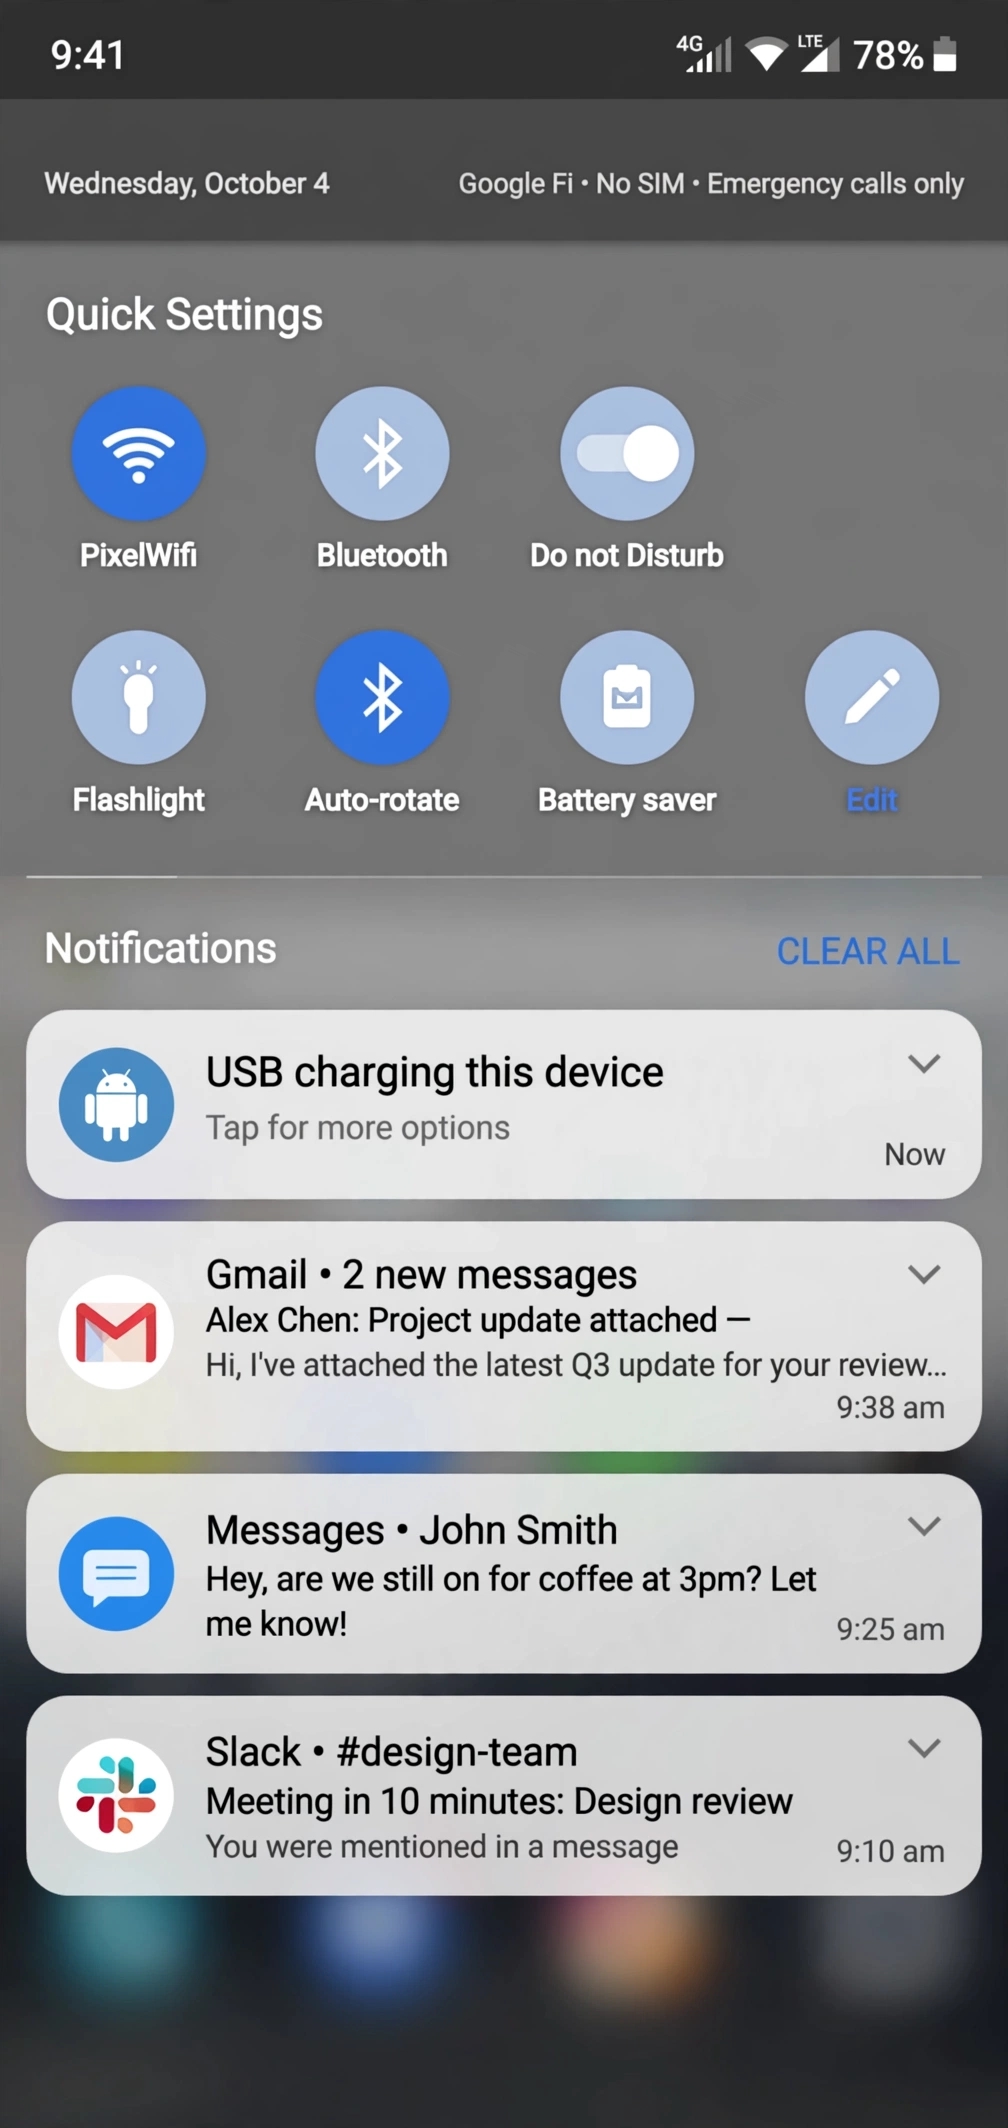 9:41
4G LTE 78%
Wednesday, October 4
Google Fi • No SIM • Emergency calls only
Quick Settings
PixelWifi
Bluetooth
Do not Disturb
Flashlight
Auto-rotate
Battery saver
Edit
Notifications
CLEAR ALL
USB charging this device
Tap for more options
Now
Gmail • 2 new messages
Alex Chen: Project update attached —
Hi, I've attached the latest Q3 update for your review...
9:38 am
Messages • John Smith
Hey, are we still on for coffee at 3pm? Let
me know!
9:25 am
Slack • #design-team
Meeting in 10 minutes: Design review
You were mentioned in a message
9:10 am